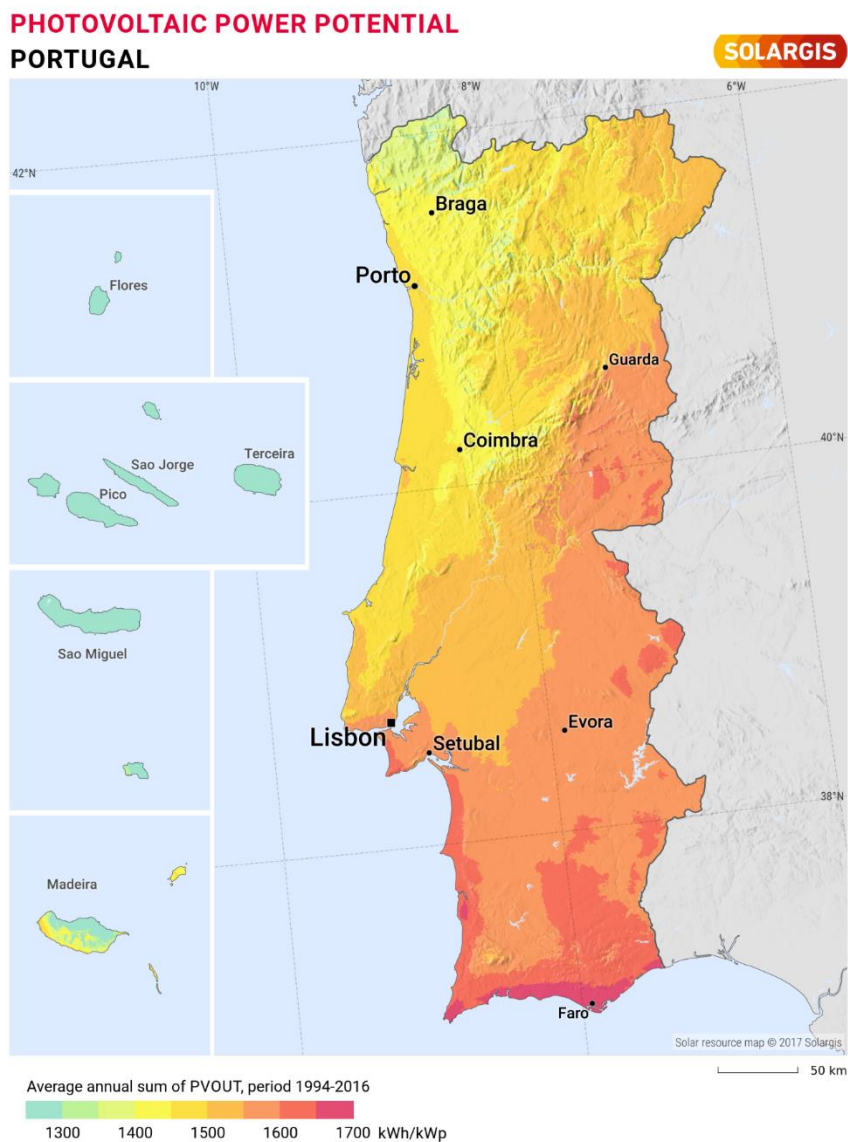 PHOTOVOLTAIC POWER POTENTIAL
PORTUGAL
SOLARGIS
10°W
8°W
6°W
42°N
Braga
Flores
Porto
Guarda
40°N
Coimbra
Sao Jorge
Terceira
Pico
Sao Miguel
Evora
Lisbon
Setubal
38°N
Madeira
Faro
Solar resource map © 2017 Solargis
50 km
Average annual sum of PVOUT, period 1994-2016
1300 1400 1500 1600 1700 kWh/kWp